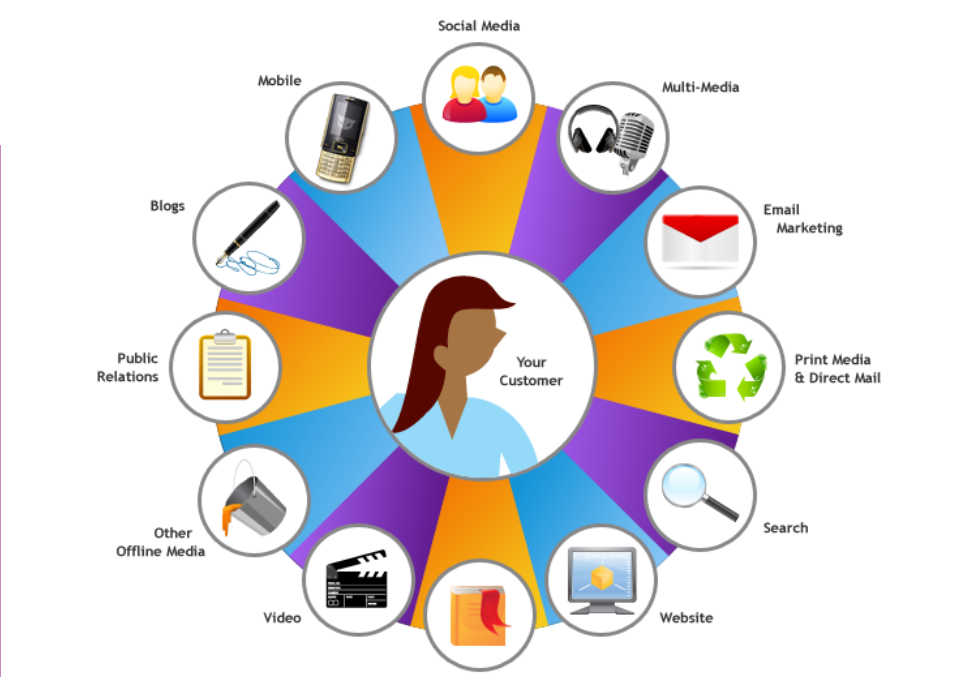 Social Media
Mobile
Multi-Media
Blogs
Email
Marketing
Your
Customer
Public
Relations
Print Media
& Direct Mail
Other
Offline Media
Search
Video
Website